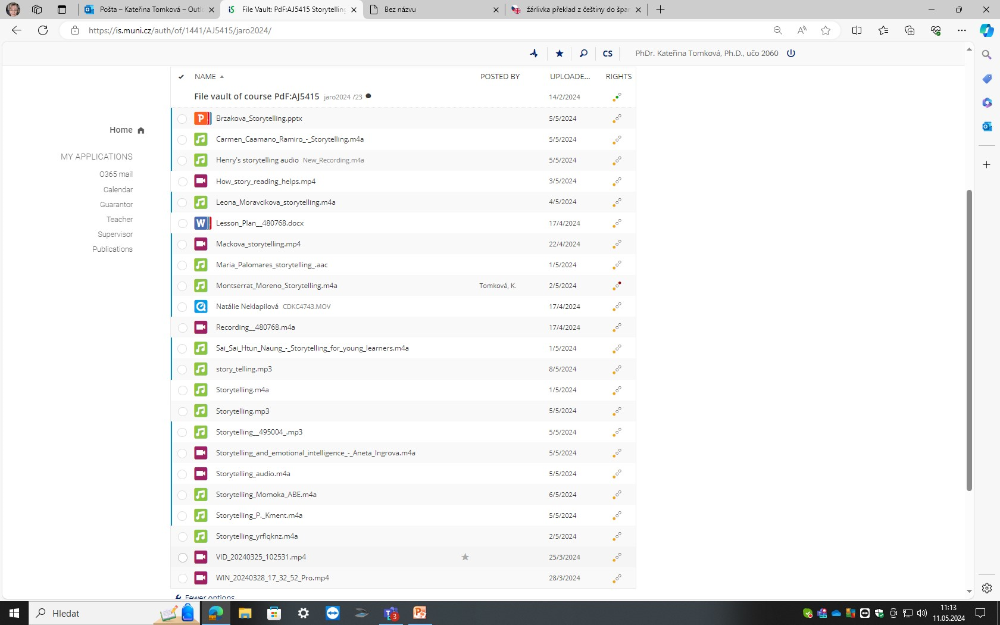 Pošta – Kateřina Tomková – Outl
File Vault: PdF:AJ5415 Storytelling
Bez názvu
žárlivka překlad z češtiny do špa
https://is.muni.cz/auth/of/1441/AJ5415/jaro2024/
CS
PhDr. Kateřina Tomková, Ph.D., učo 2060
Home
MY APPLICATIONS
O365 mail
Calendar
Guarantor
Teacher
Supervisor
Publications
NAME POSTED BY UPLOADE... RIGHTS
File vault of course PdF:AJ5415 jaro2024 /23 14/2/2024
Brzakova_Storytelling.pptx 5/5/2024
Carmen_Caamano_Ramiro_-_Storytelling.m4a 5/5/2024
Henry's storytelling audio New_Recording.m4a 5/5/2024
How_story_reading_helps.mp4 3/5/2024
Leona_Moravcikova_storytelling.m4a 4/5/2024
Lesson_Plan__480768.docx 17/4/2024
Mackova_storytelling.mp4 22/4/2024
Maria_Palomares_storytelling_.aac 1/5/2024
Montserrat_Moreno_Storytelling.m4a Tomková, K. 2/5/2024
Natálie Neklapilová CDKC4743.MOV 17/4/2024
Recording__480768.m4a 17/4/2024
Sai_Sai_Htun_Naung_-_Storytelling_for_young_learners.m4a 1/5/2024
story_telling.mp3 8/5/2024
Storytelling.m4a 1/5/2024
Storytelling.mp3 5/5/2024
Storytelling__495004_.mp3 5/5/2024
Storytelling_and_emotional_intelligence_-_Aneta_Ingrova.m4a 5/5/2024
Storytelling_audio.m4a 5/5/2024
Storytelling_Momoka_ABE.m4a 6/5/2024
Storytelling_P._Kment.m4a 5/5/2024
Storytelling_yrflqknz.m4a 2/5/2024
VID_20240325_102531.mp4 25/3/2024
WIN_20240328_17_32_52_Pro.mp4 28/3/2024
Fewer options
Hledat
3
11:13
11.05.2024